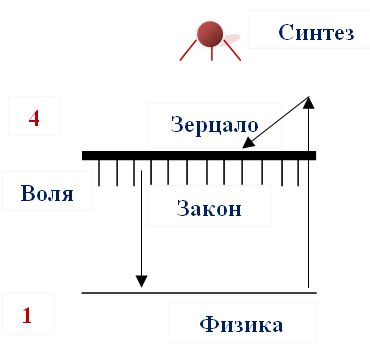 Синтез
4
Зерцало
Воля
Закон
1
Физика